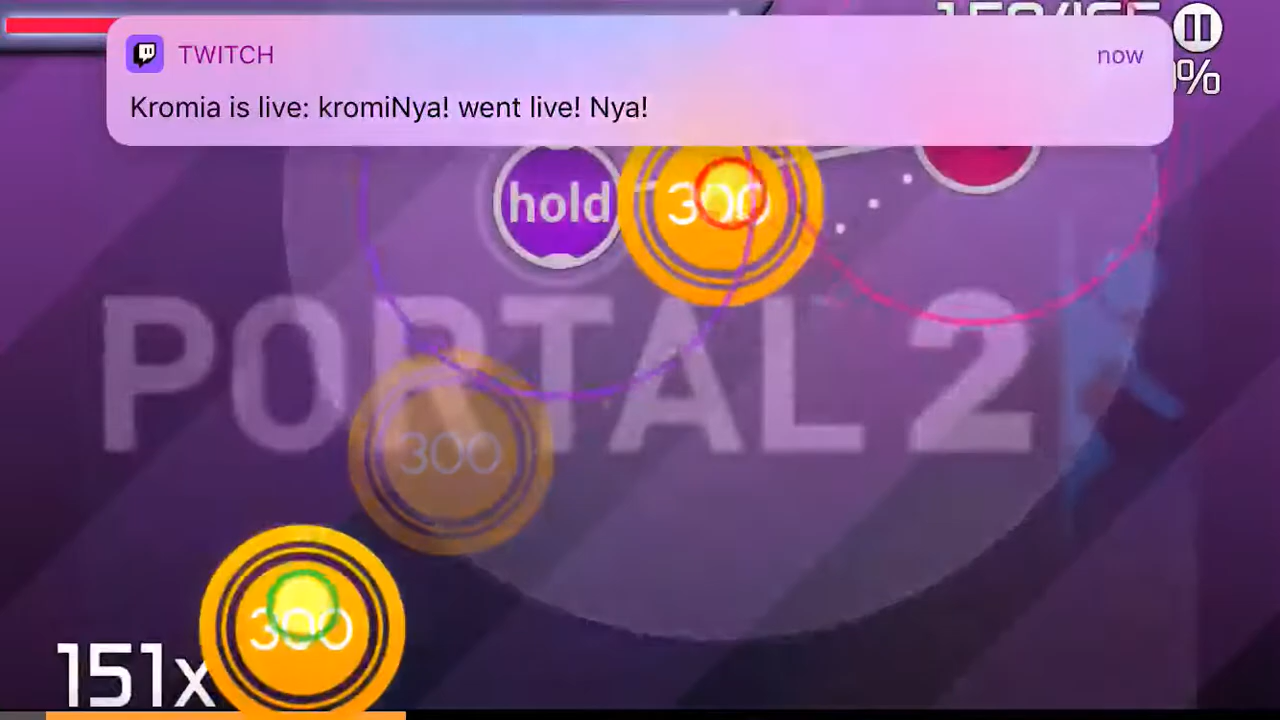 TWITCH now
Kromia is live: kromiNya! went live! Nya!
hold
300
PORTAL 2
300
300
151x